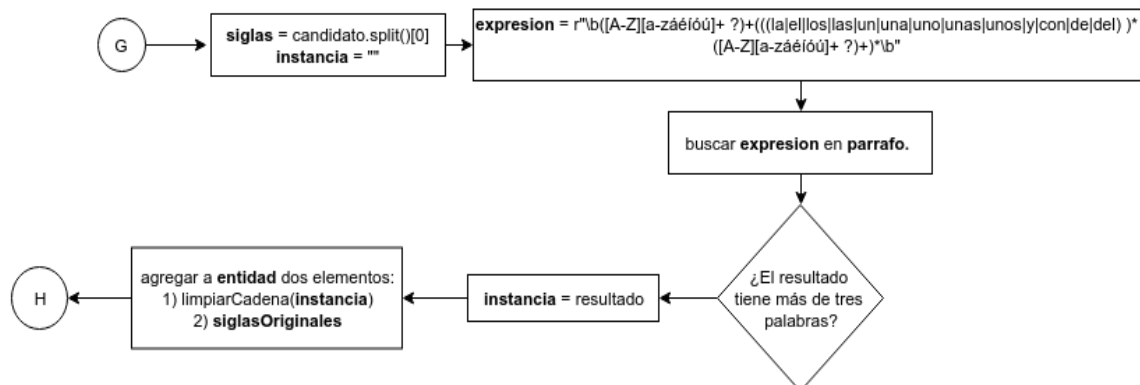 G
siglas = candidato.split()[0]
instancia = ""
expresion = r"\b([A-Z][a-záéíóú]+ ?)+(((la|el|los|las|un|una|uno|unas|unos|y|con|de|del) )*
([A-Z][a-záéíóú]+ ?)+)*\b"
buscar expresion en parrafo.
¿El resultado
tiene más de tres
palabras?
instancia = resultado
agregar a entidad dos elementos:
1) limpiarCadena(instancia)
2) siglasOriginales
H